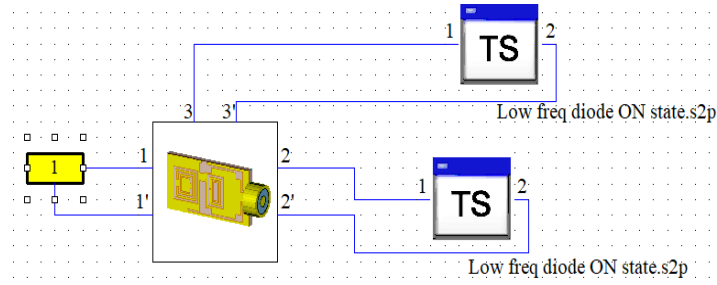 1 TS 2
Low freq diode ON state.s2p
3 3'
1 1 2
1 TS 2
1' 2'
Low freq diode ON state.s2p